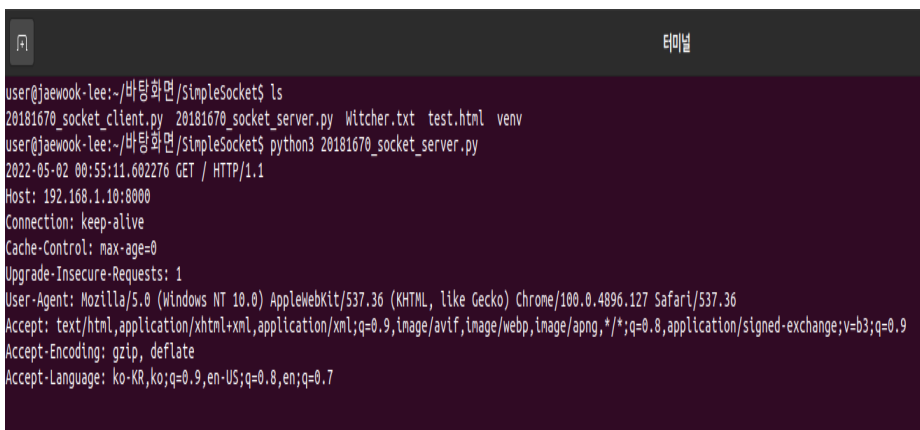 터미널
user@jaewook-lee:~/바탕화면/SimpleSocket$ ls
20181670_socket_client.py  20181670_socket_server.py  Witcher.txt  test.html  venv
user@jaewook-lee:~/바탕화면/SimpleSocket$ python3 20181670_socket_server.py
2022-05-02 00:55:11.602276 GET / HTTP/1.1
Host: 192.168.1.10:8000
Connection: keep-alive
Cache-Control: max-age=0
Upgrade-Insecure-Requests: 1
User-Agent: Mozilla/5.0 (Windows NT 10.0) AppleWebKit/537.36 (KHTML, like Gecko) Chrome/100.0.4896.127 Safari/537.36
Accept: text/html,application/xhtml+xml,application/xml;q=0.9,image/avif,image/webp,image/apng,*/*;q=0.8,application/signed-exchange;v=b3;q=0.9
Accept-Encoding: gzip, deflate
Accept-Language: ko-KR,ko;q=0.9,en-US;q=0.8,en;q=0.7